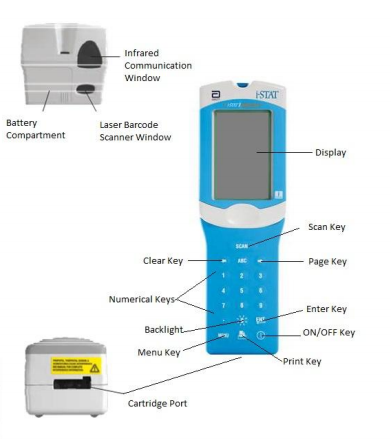 Infrared
Communication
Window
Battery
Compartment
Laser Barcode
Scanner Window
i-STAT
Display
Scan Key
SCAN
Clear Key
ABC
Page Key
1 2 3
4 5 6
Numerical Keys
7 8 9
Enter Key
Backlight
0
ENT
ON/OFF Key
Menu Key
MENU
Print Key
Cartridge Port